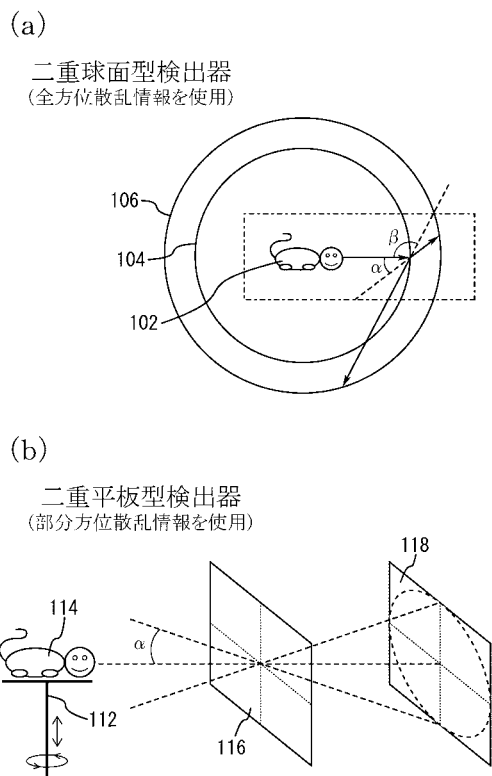 (a)
二重球面型検出器
(全方位散乱情報を使用)
106
104
102
β
α
(b)
二重平板型検出器
(部分方位散乱情報を使用)
118
114
α
112
116